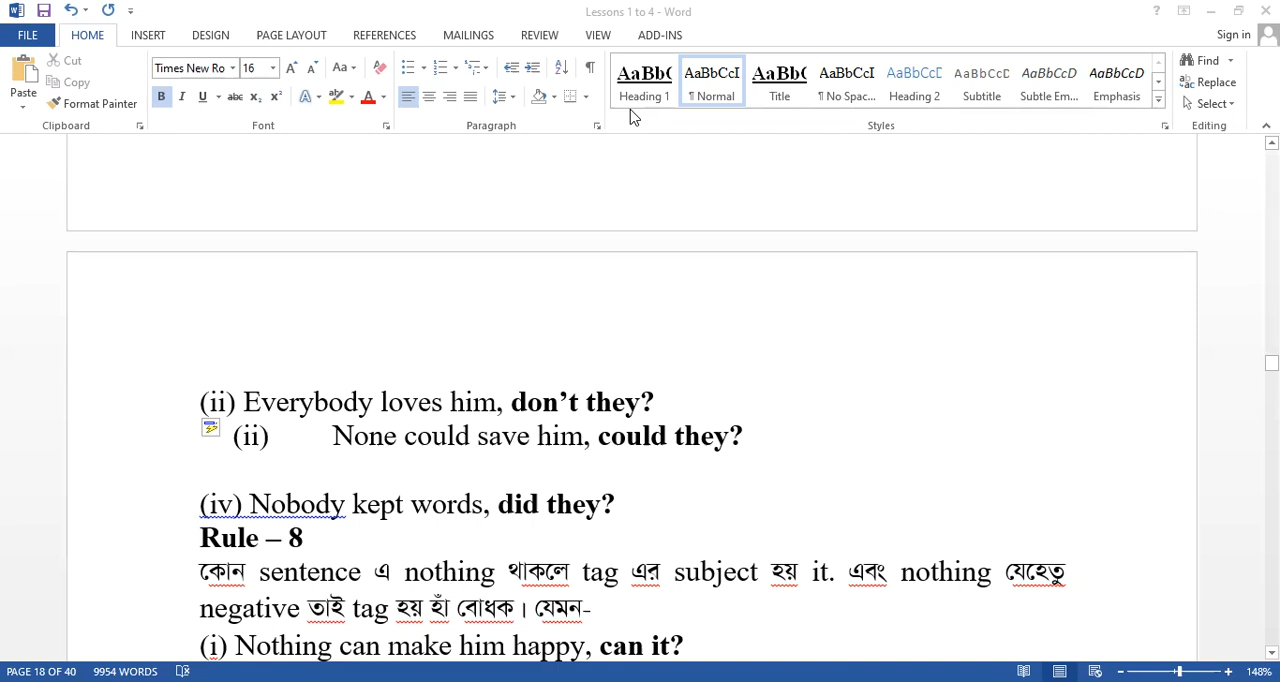 Lessons 1 to 4 - Word
FILE HOME INSERT DESIGN PAGE LAYOUT REFERENCES MAILINGS REVIEW VIEW ADD-INS Sign in
Paste Cut Copy Format Painter
Times New Ro 16
AaBb( AaBbCcI AaBb( AaBbCcI AaBbCcD AaBbCcD AaBbCcD AaBbCcD
Heading 1 ¶ Normal Title ¶ No Spac... Heading 2 Subtitle Subtle Em... Emphasis
Find Replace Select
Clipboard Font Paragraph Styles Editing
(ii) Everybody loves him, don’t they?
(ii) None could save him, could they?
(iv) Nobody kept words, did they?
Rule – 8
কোন sentence এ nothing থাকলে tag এর subject হয় it. এবং nothing যেহেতু
negative তাই tag হয় হাঁ বোধক। যেমন-
(i) Nothing can make him happy, can it?
PAGE 18 OF 40 9954 WORDS 148%